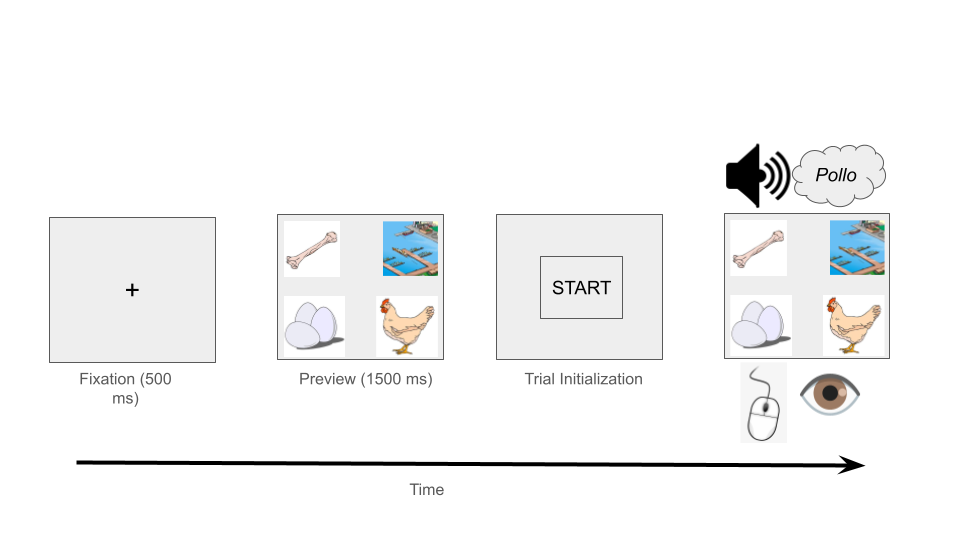 Pollo
+
START
Fixation (500
ms)
Preview (1500 ms)
Trial Initialization
Time